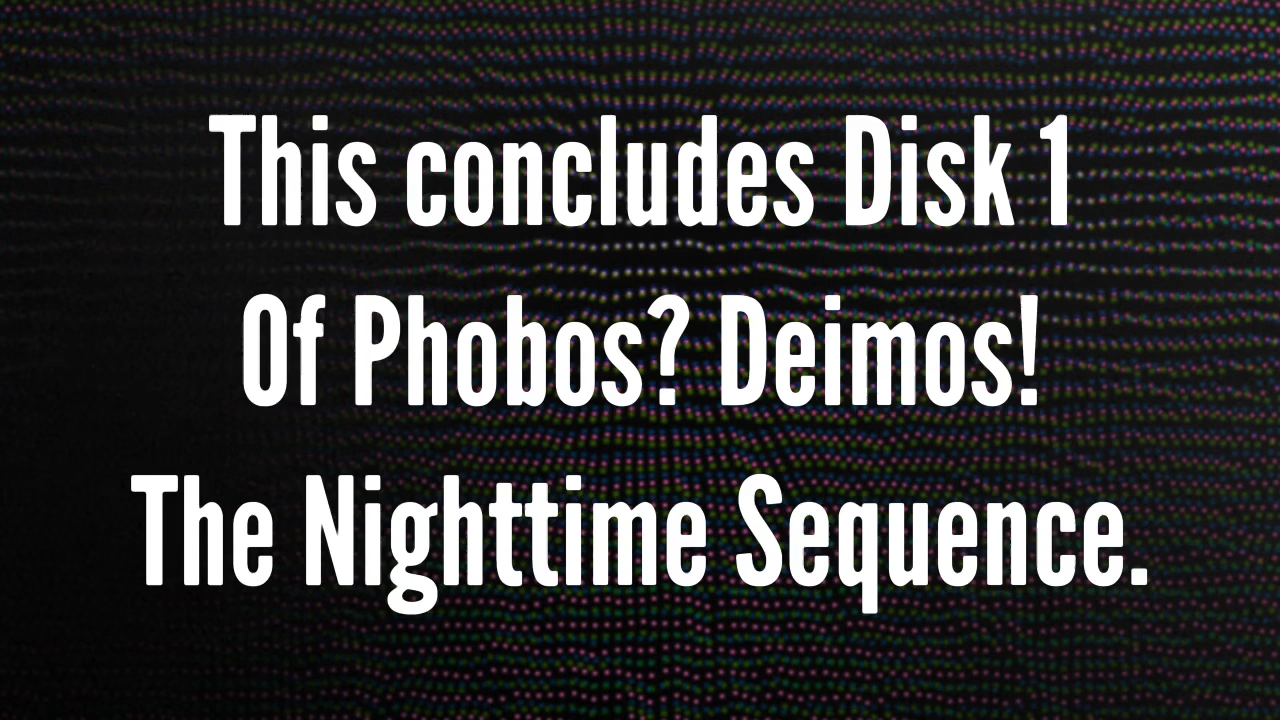 This concludes Disk 1
Of Phobos? Deimos!
The Nighttime Sequence.